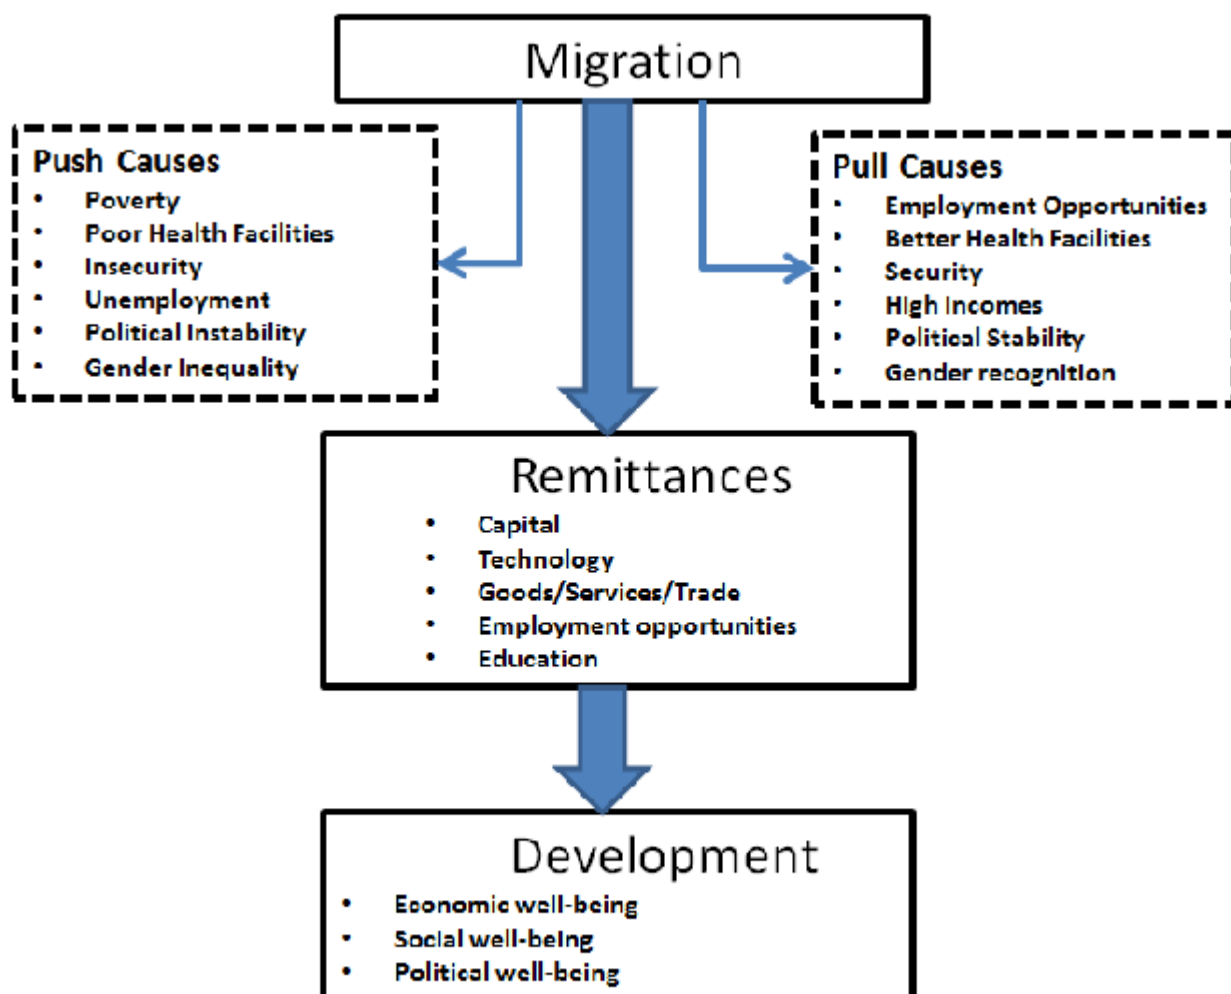 Migration
Push Causes
• Poverty
• Poor Health Facilities
• Insecurity
• Unemployment
• Political Instability
• Gender Inequality
Pull Causes
• Employment Opportunities
• Better Health Facilities
• Security
• High Incomes
• Political Stability
• Gender recognition
Remittances
• Capital
• Technology
• Goods/Services/Trade
• Employment opportunities
• Education
Development
• Economic well-being
• Social well-being
• Political well-being